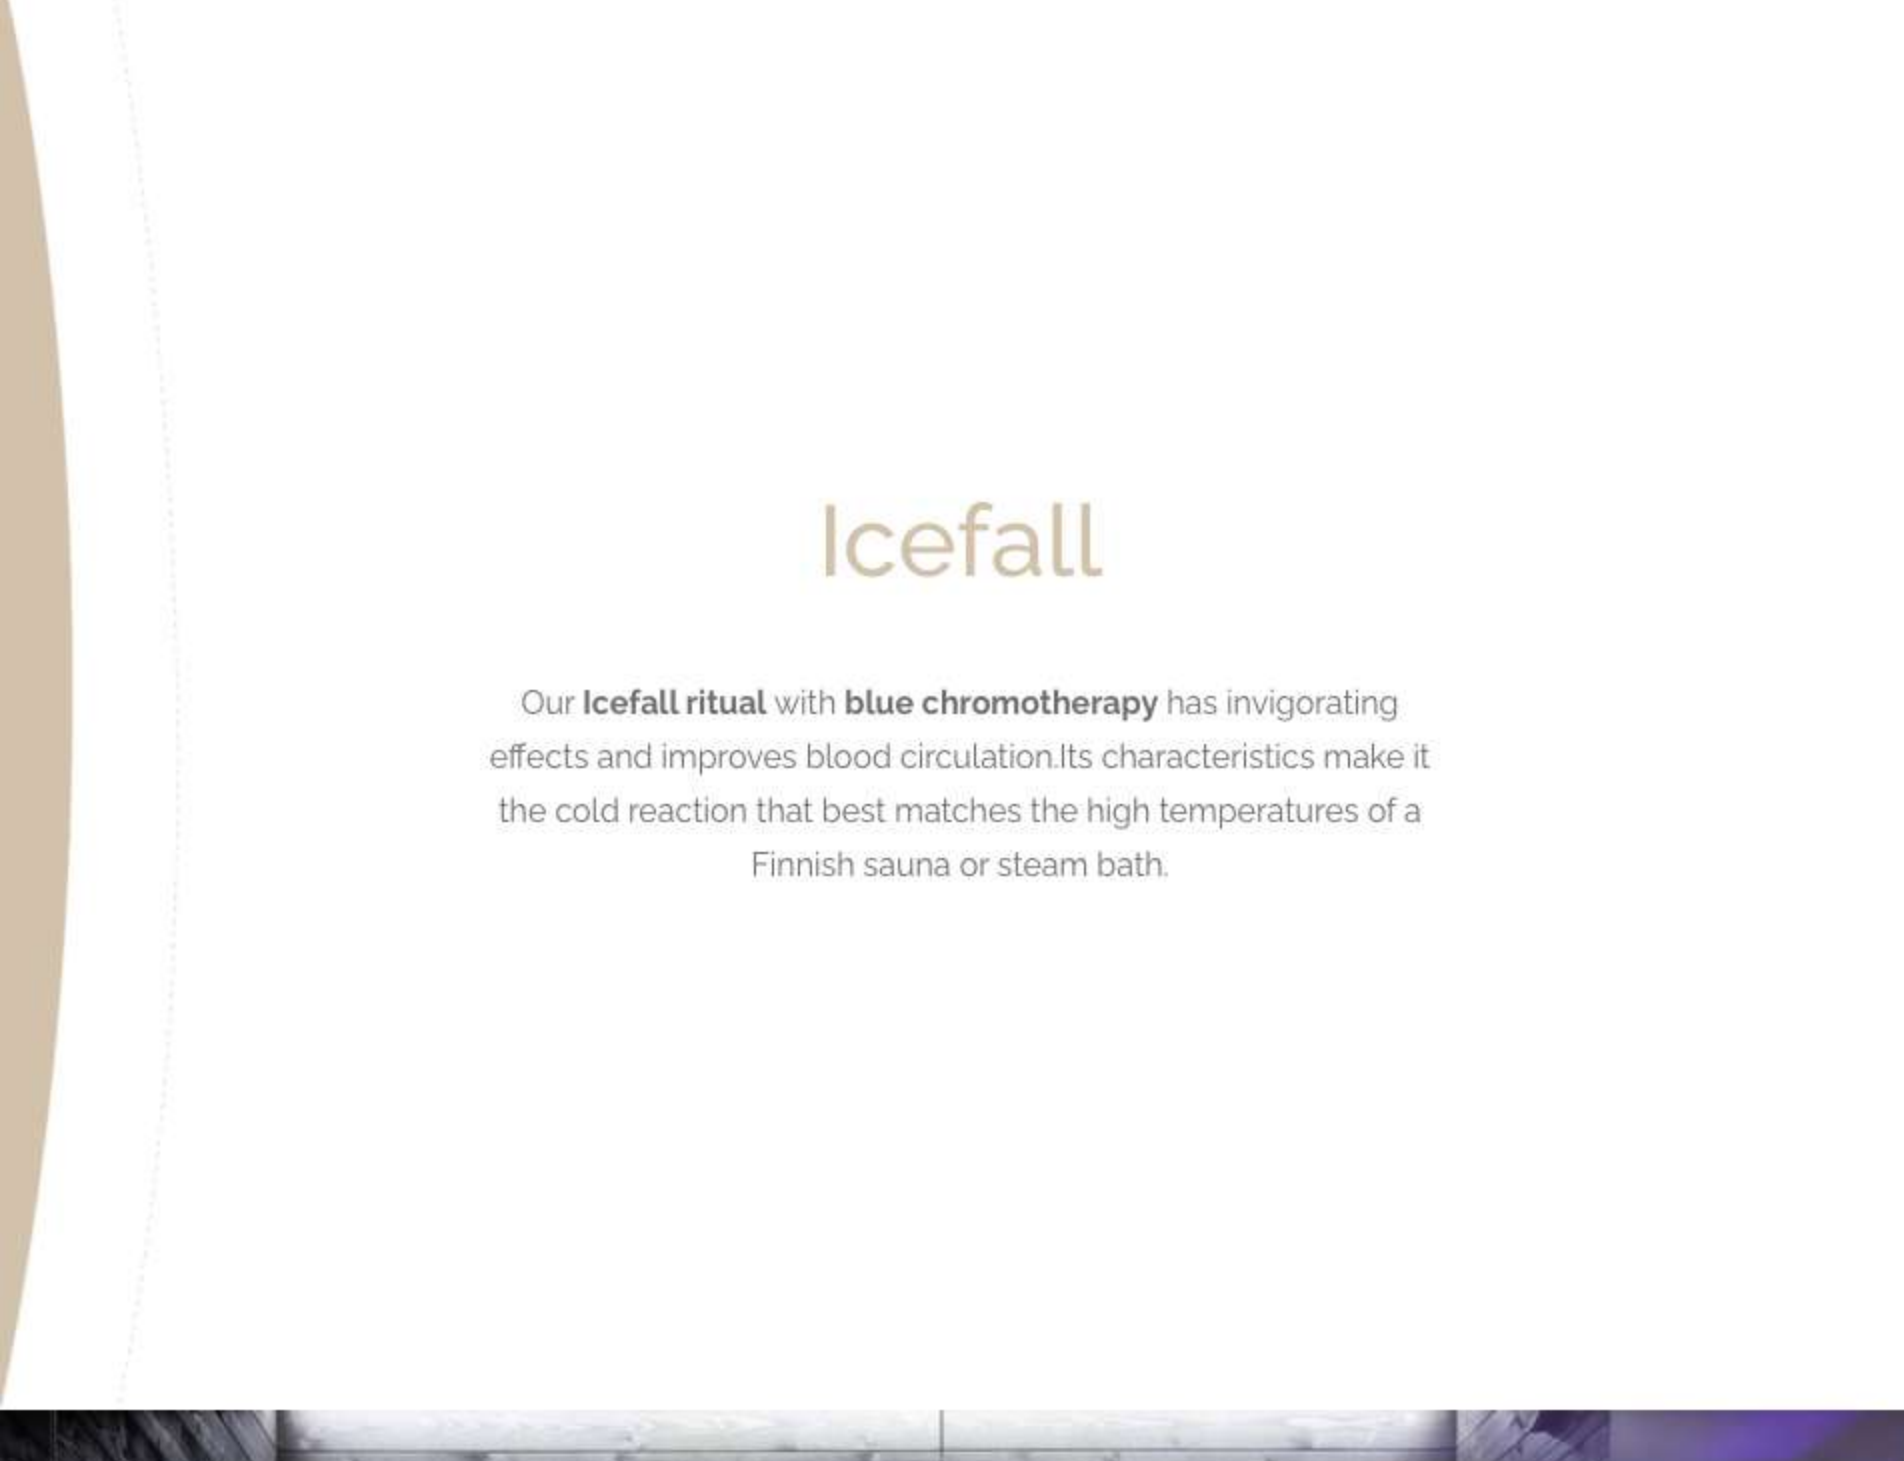 Icefall
Our Icefall ritual with blue chromotherapy has invigorating
effects and improves blood circulation.Its characteristics make it
the cold reaction that best matches the high temperatures of a
Finnish sauna or steam bath.